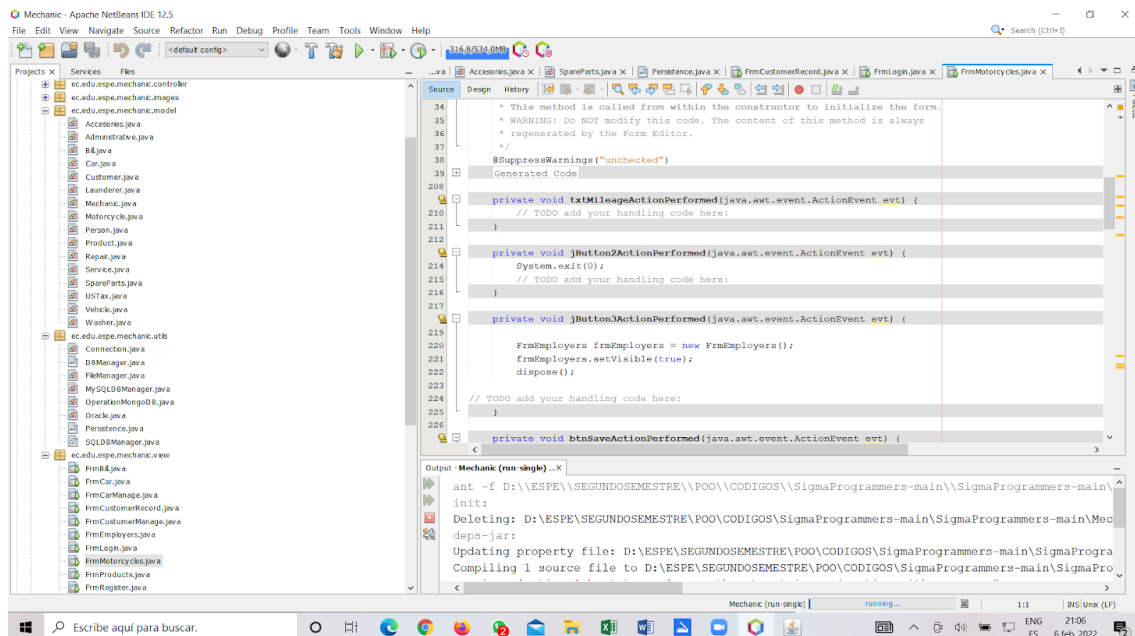 Mechanic - Apache NetBeans IDE 12.5
File Edit View Navigate Source Refactor Run Debug Profile Team Tools Window Help
Search (Ctrl+I)
<default config>
316,8/534,0MB
Projects
Services
Files
...va
Accesories.java
SpareParts.java
Persistence.java
FrmCustomerRecord.java
FrmLogin.java
FrmMotorcycles.java
Source
Design
History
ec.edu.espe.mechanic.controller
ec.edu.espe.mechanic.images
ec.edu.espe.mechanic.model
Accesories.java
Administrative.java
Bill.java
Car.java
Customer.java
Launderer.java
Mechanic.java
Motorcycle.java
Person.java
Product.java
Repair.java
Service.java
SpareParts.java
USTax.java
Vehicle.java
Washer.java
ec.edu.espe.mechanic.utils
Connection.java
DBManager.java
FileManager.java
MySQLDBManager.java
OperationMongoDB.java
Oracle.java
Persistence.java
SQLDBManager.java
ec.edu.espe.mechanic.view
FrmBill.java
FrmCar.java
FrmCarManage.java
FrmCustomerRecord.java
FrmCustumerManage.java
FrmEmployers.java
FrmLogin.java
FrmMotorcycles.java
FrmProducts.java
FrmRegister.java
34 * This method is called from within the constructor to initialize the form.
35 * WARNING: Do NOT modify this code. The content of this method is always
36 * regenerated by the Form Editor.
37 */
38 @SuppressWarnings("unchecked")
39 Generated Code
208
private void txtMileageActionPerformed(java.awt.event.ActionEvent evt) {
210 // TODO add your handling code here:
211 }
212
private void jButton2ActionPerformed(java.awt.event.ActionEvent evt) {
214 System.exit(0);
215 // TODO add your handling code here:
216 }
217
private void jButton3ActionPerformed(java.awt.event.ActionEvent evt) {
219
220 FrmEmployers frmEmployers = new FrmEmployers();
221 frmEmployers.setVisible(true);
222 dispose();
223
224 // TODO add your handling code here:
225 }
226
private void btnSaveActionPerformed(java.awt.event.ActionEvent evt) {
Output - Mechanic (run-single) ...
ant -f D:\\ESPE\\SEGUNDOSEMESTRE\\POO\\CODIGOS\\SigmaProgrammers-main\\SigmaProgrammers-main\
init:
Deleting: D:\ESPE\SEGUNDOSEMESTRE\POO\CODIGOS\SigmaProgrammers-main\SigmaProgrammers-main\Mec
deps-jar:
Updating property file: D:\ESPE\SEGUNDOSEMESTRE\POO\CODIGOS\SigmaProgrammers-main\SigmaProgra
Compiling 1 source file to D:\ESPE\SEGUNDOSEMESTRE\POO\CODIGOS\SigmaProgrammers-main\SigmaPro
Mechanic (run-single)
running...
1:1
INS
Unix (LF)
Escribe aquí para buscar.
2
ENG
ES
21:06
6 feb. 2022